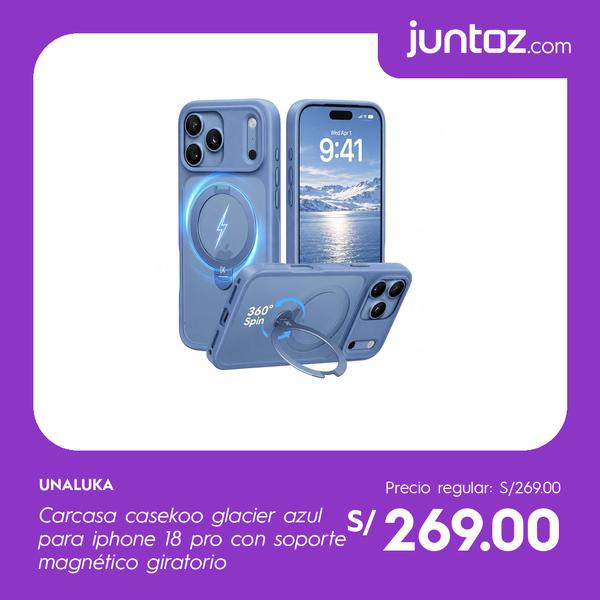 juntoz.com
Wed Apr 1
9:41
360°
Spin
UNALUKA
Precio regular: S/269.00
Carcasa casekoo glacier azul
para iphone 18 pro con soporte
magnético giratorio
S/ 269.00